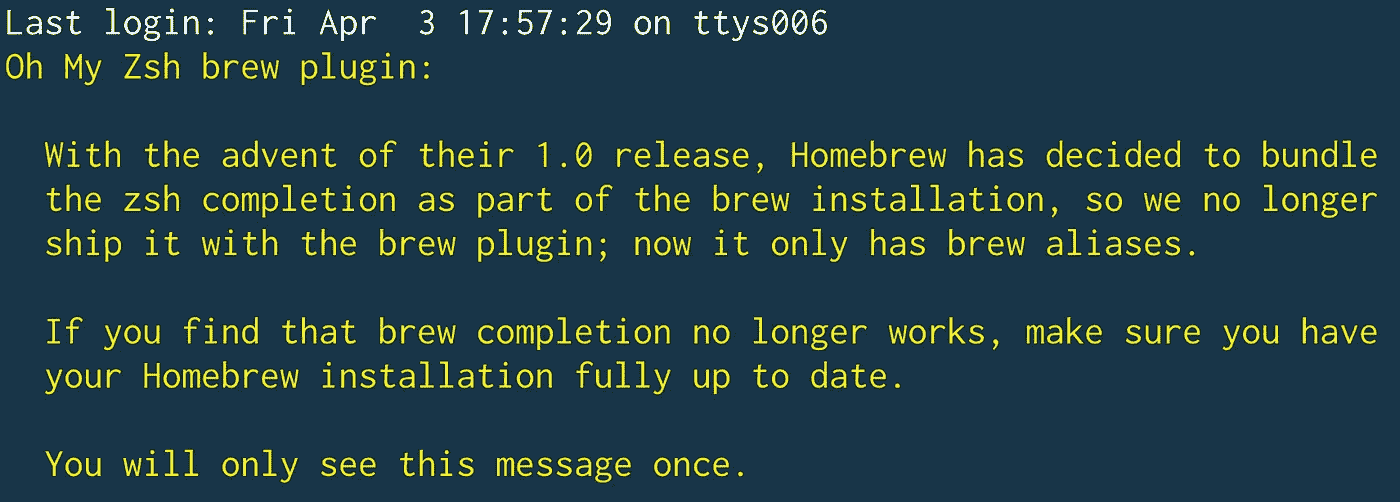 Last login: Fri Apr  3 17:57:29 on ttys006
Oh My Zsh brew plugin:
With the advent of their 1.0 release, Homebrew has decided to bundle
the zsh completion as part of the brew installation, so we no longer
ship it with the brew plugin; now it only has brew aliases.
If you find that brew completion no longer works, make sure you have
your Homebrew installation fully up to date.
You will only see this message once.